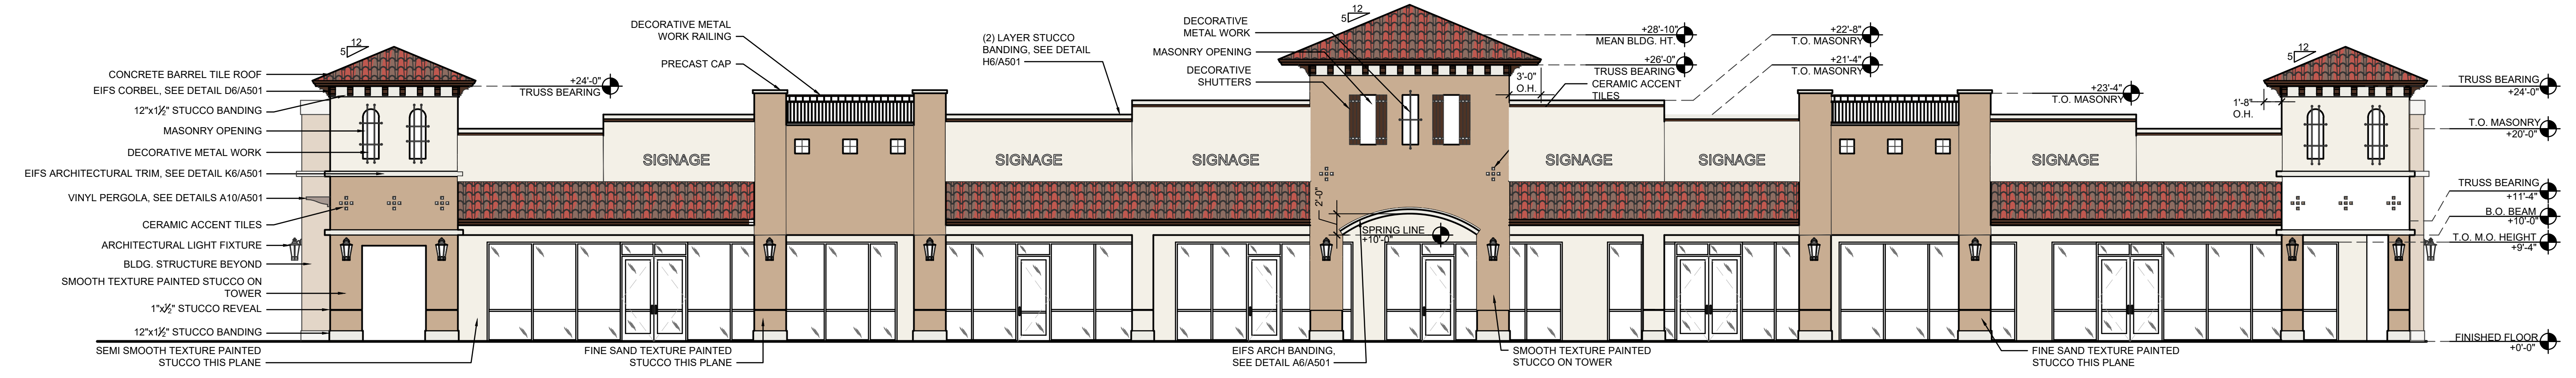 12
5
CONCRETE BARREL TILE ROOF
EIFS CORBEL, SEE DETAIL D6/A501
12"x1½" STUCCO BANDING
MASONRY OPENING
DECORATIVE METAL WORK
EIFS ARCHITECTURAL TRIM, SEE DETAIL K6/A501
VINYL PERGOLA, SEE DETAILS A10/A501
CERAMIC ACCENT TILES
ARCHITECTURAL LIGHT FIXTURE
BLDG. STRUCTURE BEYOND
SMOOTH TEXTURE PAINTED STUCCO ON
TOWER
1"x½" STUCCO REVEAL
12"x1½" STUCCO BANDING
SEMI SMOOTH TEXTURE PAINTED
STUCCO THIS PLANE
+24'-0"
TRUSS BEARING
DECORATIVE METAL
WORK RAILING
PRECAST CAP
SIGNAGE
FINE SAND TEXTURE PAINTED
STUCCO THIS PLANE
(2) LAYER STUCCO
BANDING, SEE DETAIL
H6/A501
SIGNAGE
SIGNAGE
DECORATIVE
METAL WORK
MASONRY OPENING
DECORATIVE
SHUTTERS
12
5
3'-0"
O.H.
CERAMIC ACCENT
TILES
2'-0"
SPRING LINE
+10'-0"
EIFS ARCH BANDING,
SEE DETAIL A6/A501
SMOOTH TEXTURE PAINTED
STUCCO ON TOWER
+28'-10"
MEAN BLDG. HT.
+26'-0"
TRUSS BEARING
+22'-8"
T.O. MASONRY
+21'-4"
T.O. MASONRY
SIGNAGE
SIGNAGE
+23'-4"
T.O. MASONRY
FINE SAND TEXTURE PAINTED
STUCCO THIS PLANE
12
5
1'-8"
O.H.
TRUSS BEARING
+24'-0"
T.O. MASONRY
+20'-0"
TRUSS BEARING
+11'-4"
B.O. BEAM
+10'-0"
T.O. M.O. HEIGHT
+9'-4"
FINISHED FLOOR
+0'-0"